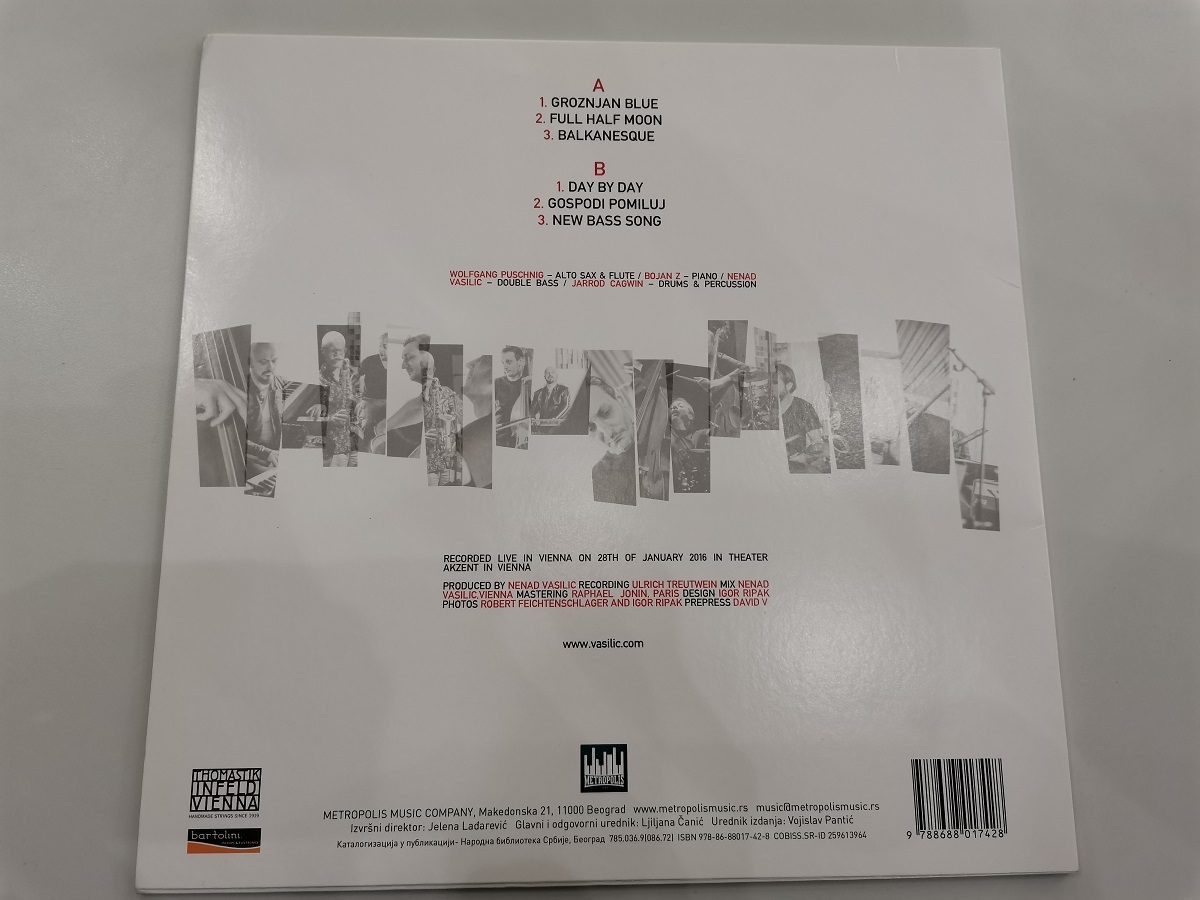 A
1. GROZNJAN BLUE
2. FULL HALF MOON
3. BALKANESQUE
B
1. DAY BY DAY
2. GOSPODI POMILUJ
3. NEW BASS SONG
WOLFGANG PUSCHNIG – ALTO SAX & FLUTE / BOJAN Z – PIANO / NENAD
VASILIC – DOUBLE BASS / JARROD CAGWIN – DRUMS & PERCUSSION
RECORDED LIVE IN VIENNA ON 28TH OF JANUARY 2016 IN THEATER
AKZENT IN VIENNA
PRODUCED BY NENAD VASILIC RECORDING ULRICH TREUTWEIN MIX NENAD
VASILIC,VIENNA MASTERING RAPHAEL JONIN, PARIS DESIGN IGOR RIPAK
PHOTOS ROBERT FEICHTENSCHLAGER AND IGOR RIPAK PREPRESS DAVID V
www.vasilic.com
THOMASTIK
INFELD
VIENNA
HANDMADE STRINGS SINCE 1919
bartolini
METROPOLIS
METROPOLIS MUSIC COMPANY, Makedonska 21, 11000 Beograd www.metropolismusic.rs music@metropolismusic.rs
Izvršni direktor: Jelena Ladarević Glavni i odgovorni urednik: Ljiljana Čanić Urednik izdanja: Vojislav Pantić
Каталогизација у публикацији- Народна библиотека Србије, Београд 785.036.9(086.72) ISBN 978-86-88017-42-8 COBISS.SR-ID 259613964
9 788688 017428